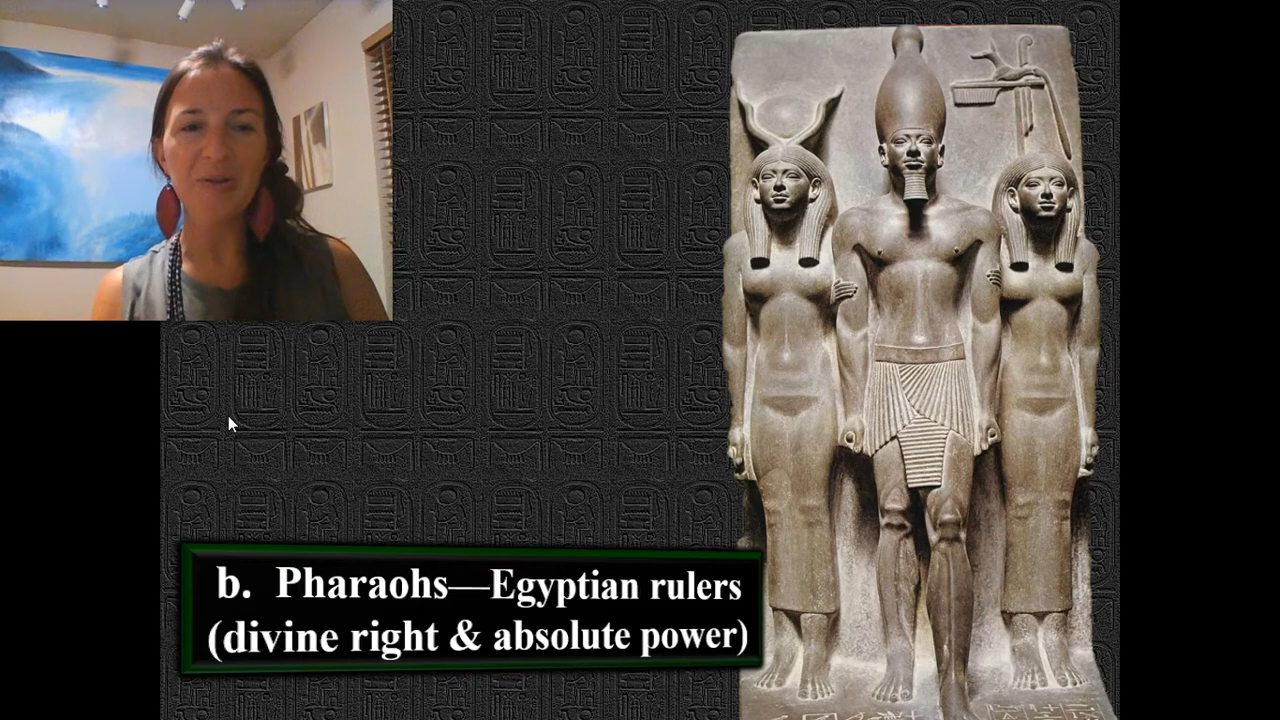 b. Pharaohs—Egyptian rulers
(divine right & absolute power)